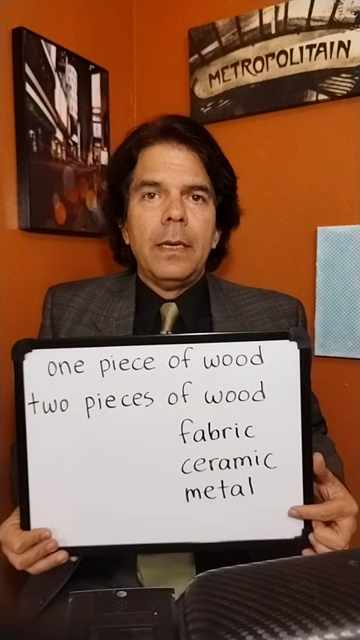 METROPOLITAIN
one piece of wood
two pieces of wood
fabric
ceramic
metal